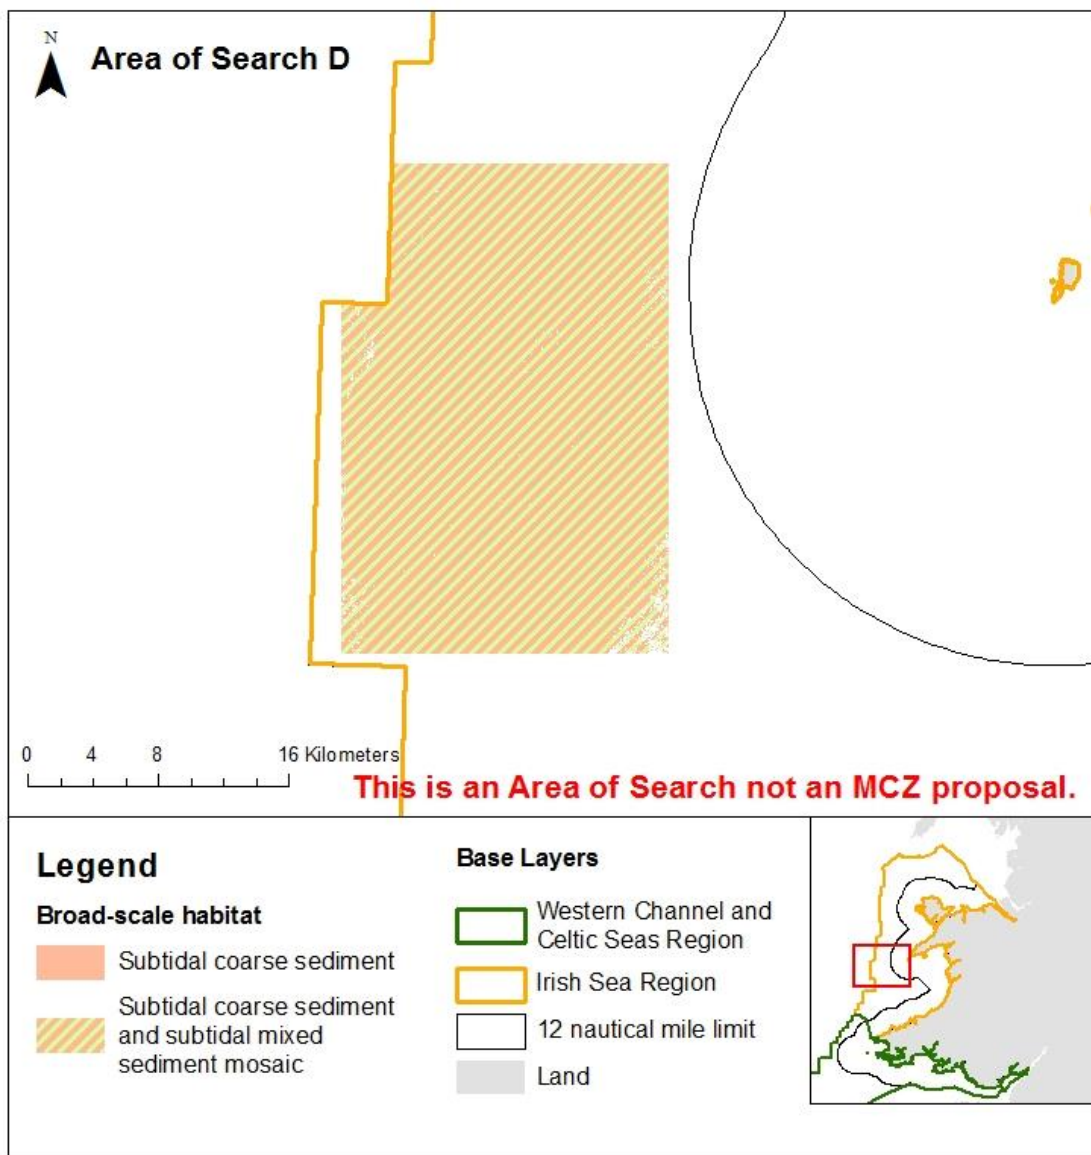 N
Area of Search D
0 4 8 16 Kilometers
This is an Area of Search not an MCZ proposal.
Legend
Broad-scale habitat
Subtidal coarse sediment
Subtidal coarse sediment
and subtidal mixed
sediment mosaic
Base Layers
Western Channel and
Celtic Seas Region
Irish Sea Region
12 nautical mile limit
Land